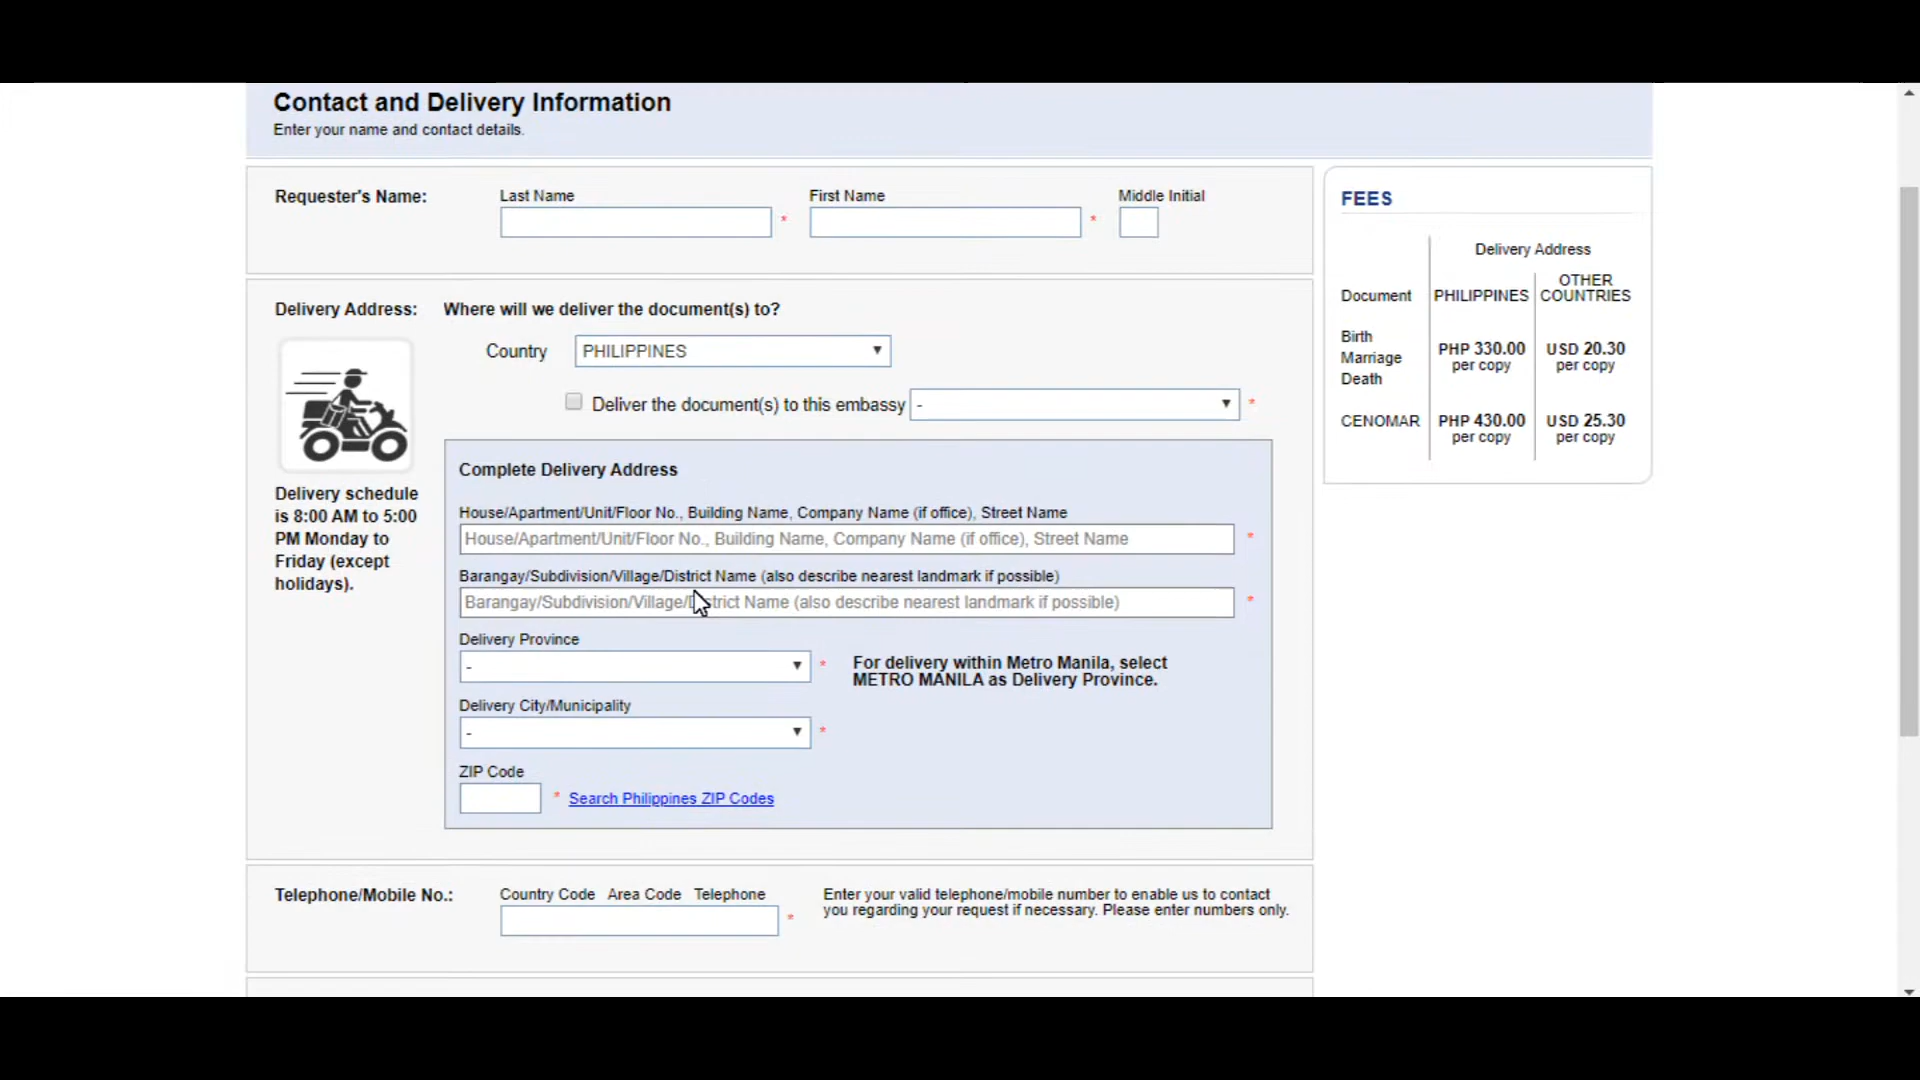 Contact and Delivery Information
Enter your name and contact details.
Requester's Name:
Last Name
*
First Name
*
Middle Initial
Delivery Address:
Where will we deliver the document(s) to?
Country
PHILIPPINES
Deliver the document(s) to this embassy
-
*
Delivery schedule
is 8:00 AM to 5:00
PM Monday to
Friday (except
holidays).
Complete Delivery Address
House/Apartment/Unit/Floor No., Building Name, Company Name (if office), Street Name
House/Apartment/Unit/Floor No., Building Name, Company Name (if office), Street Name
*
Barangay/Subdivision/Village/District Name (also describe nearest landmark if possible)
Barangay/Subdivision/Village/District Name (also describe nearest landmark if possible)
*
Delivery Province
-
*
For delivery within Metro Manila, select
METRO MANILA as Delivery Province.
Delivery City/Municipality
-
*
ZIP Code
*
Search Philippines ZIP Codes
Telephone/Mobile No.:
Country Code Area Code Telephone
*
Enter your valid telephone/mobile number to enable us to contact
you regarding your request if necessary. Please enter numbers only.
FEES
Delivery Address
Document
PHILIPPINES
OTHER
COUNTRIES
Birth
Marriage
Death
PHP 330.00
per copy
USD 20.30
per copy
CENOMAR
PHP 430.00
per copy
USD 25.30
per copy